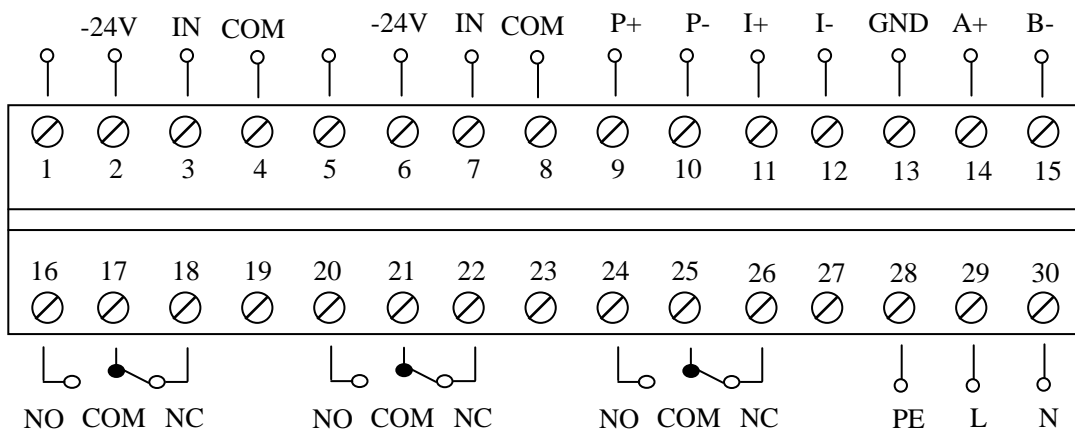 -24V IN COM -24V IN COM P+ P- I+ I- GND A+ B-
1 2 3 4 5 6 7 8 9 10 11 12 13 14 15
16 17 18 19 20 21 22 23 24 25 26 27 28 29 30
NO COM NC NO COM NC NO COM NC PE L N